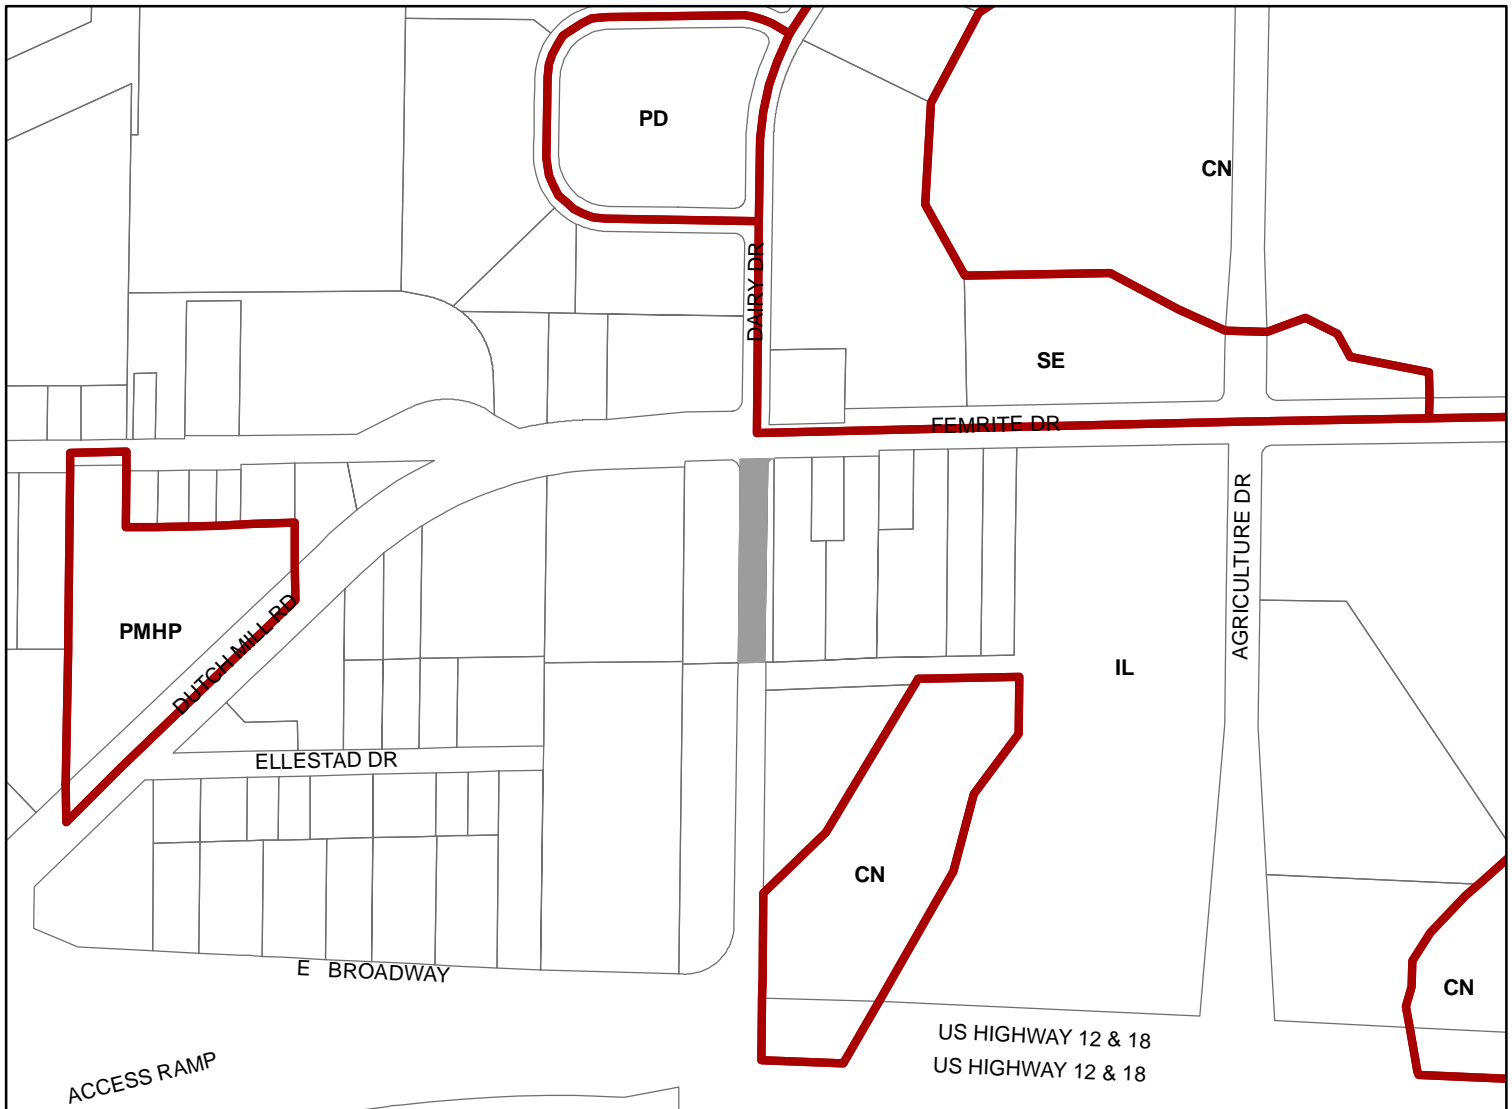 PD
CN
DAIRY DR
SE
FEMRITE DR
AGRICULTURE DR
PMHP
DUTCH MILL RD
IL
ELLESTAD DR
CN
E BROADWAY
CN
US HIGHWAY 12 & 18
US HIGHWAY 12 & 18
ACCESS RAMP